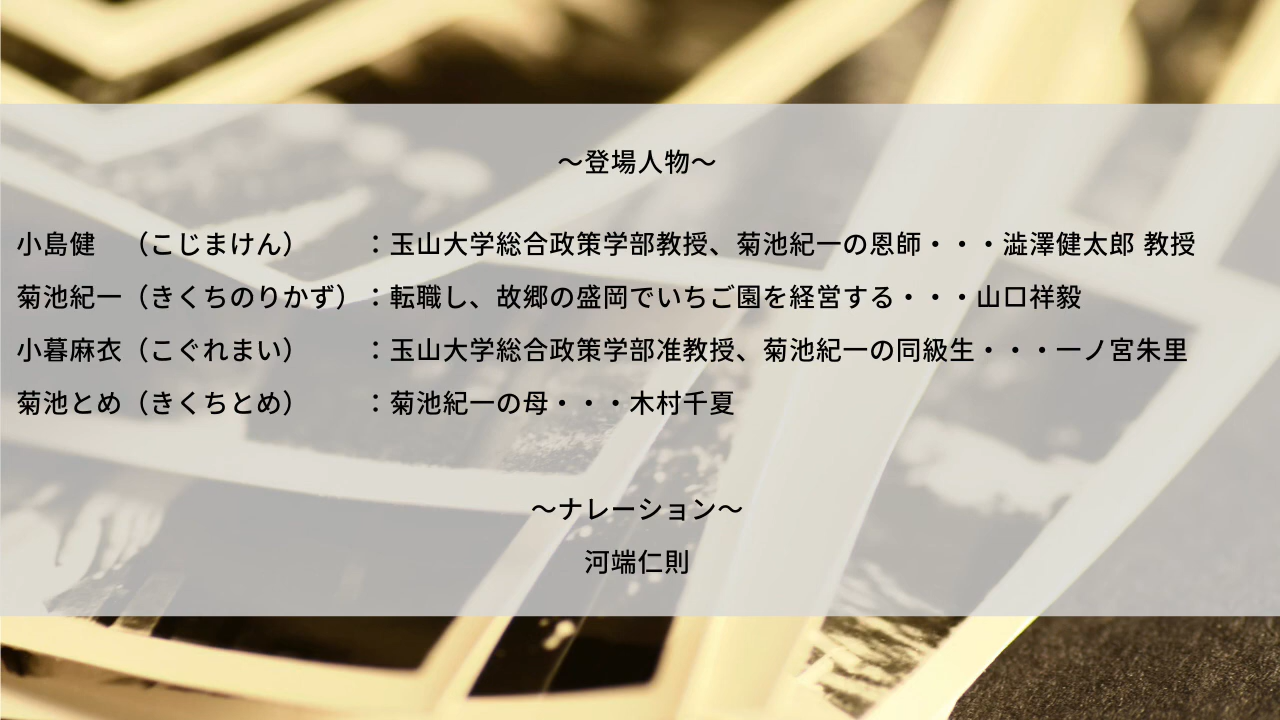 ～登場人物～
小島健　（こじまけん）　　　：玉山大学総合政策学部教授、菊池紀一の恩師・・・澁澤健太郎 教授
菊池紀一（きくちのりかず）：転職し、故郷の盛岡でいちご園を経営する・・・山口祥毅
小暮麻衣（こぐれまい）　　　：玉山大学総合政策学部准教授、菊池紀一の同級生・・・一ノ宮朱里
菊池とめ（きくちとめ）　　　：菊池紀一の母・・・木村千夏
～ナレーション～
河端仁則